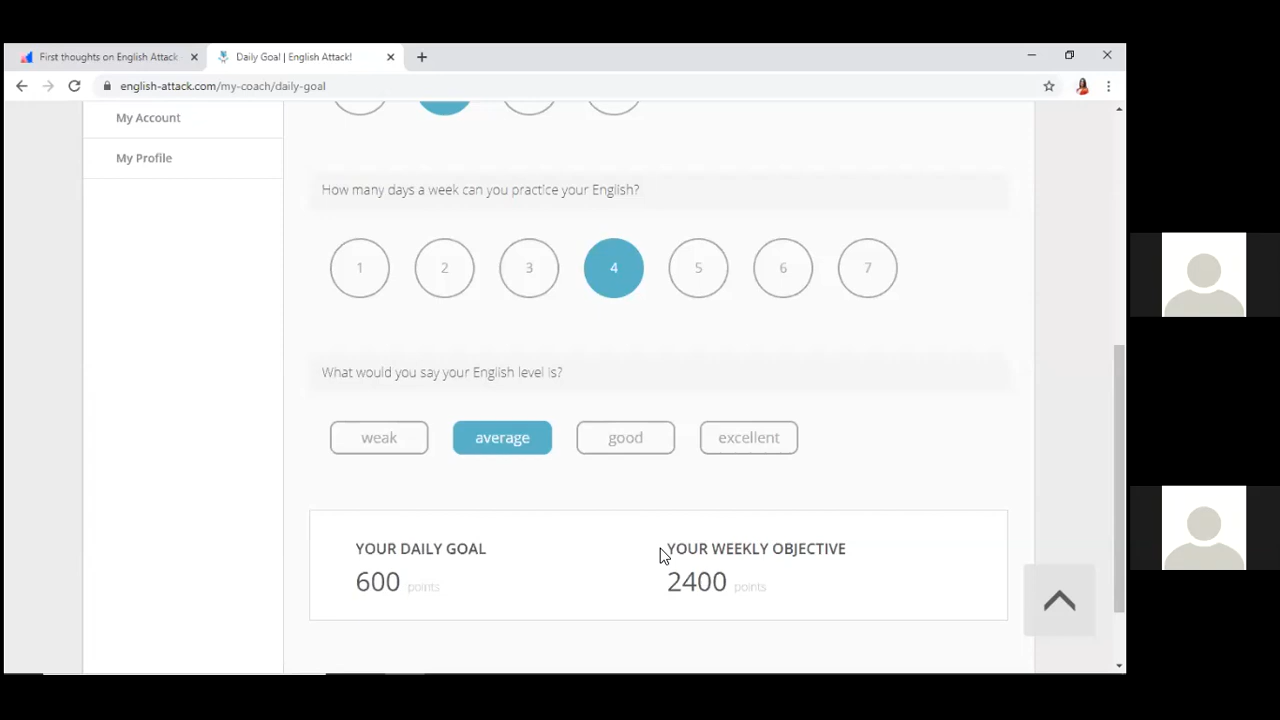 First thoughts on English Attack
Daily Goal | English Attack!
english-attack.com/my-coach/daily-goal
My Account
My Profile
How many days a week can you practice your English?
1 2 3 4 5 6 7
What would you say your English level is?
weak average good excellent
YOUR DAILY GOAL YOUR WEEKLY OBJECTIVE
600 points 2400 points